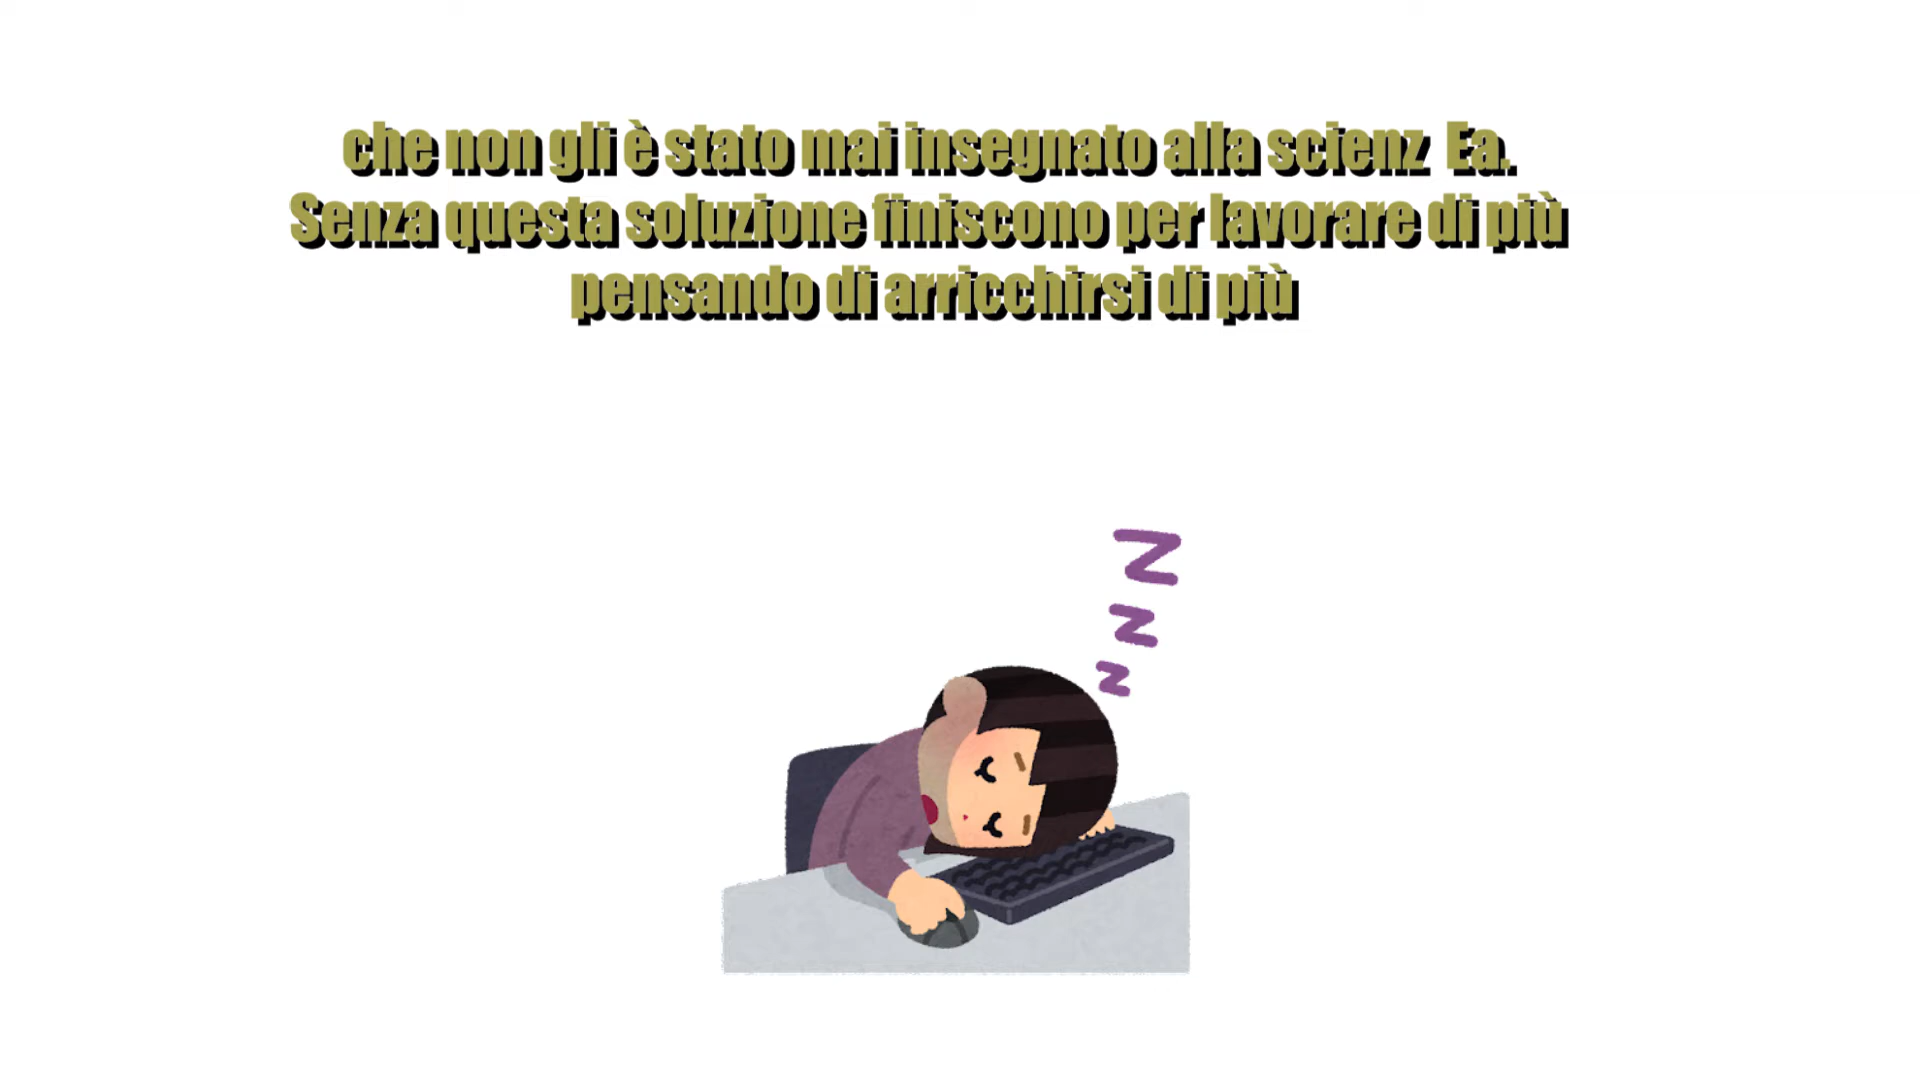 che non gli è stato mai insegnato alla scienz Ea.
Senza questa soluzione finiscono per lavorare di più
pensando di arricchirsi di più
Z
Z
Z